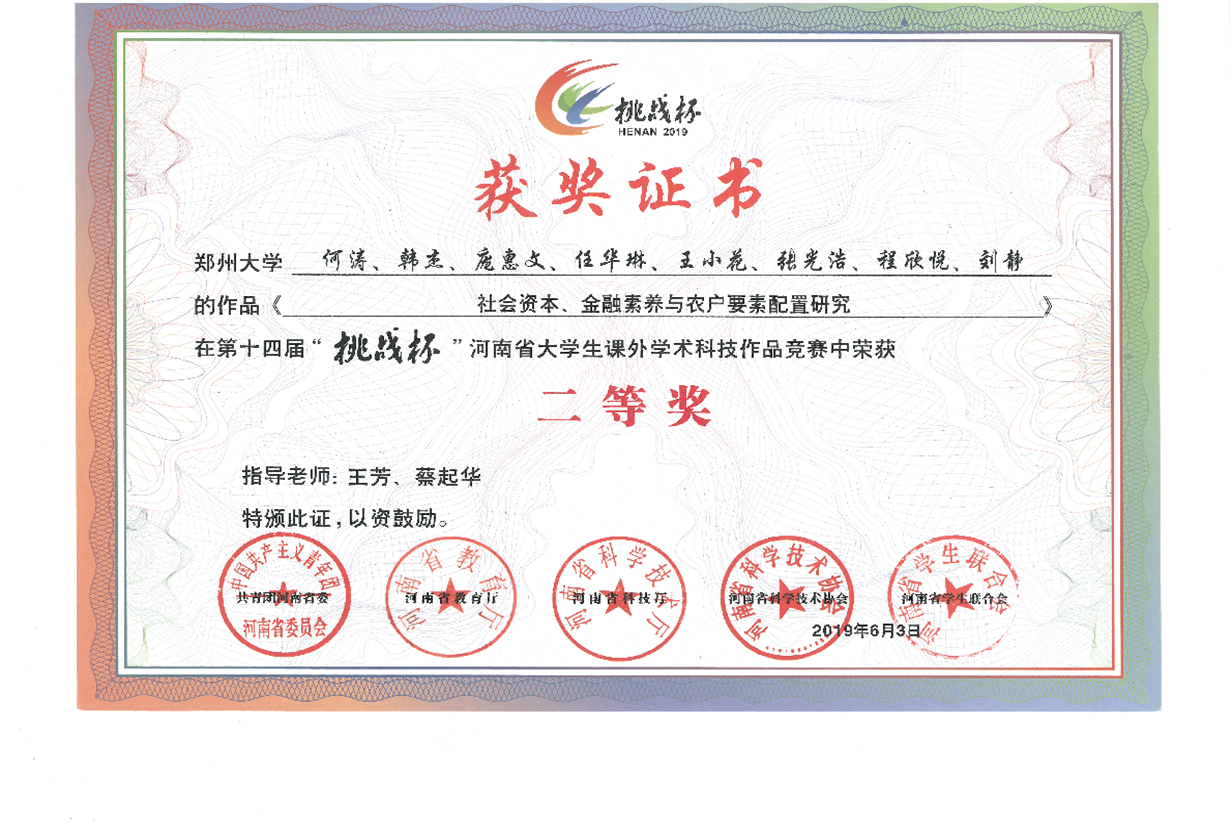 挑战杯
HENAN 2019
获奖证书
郑州大学 何涛、韩杰、庞惠文、任华琳、王小花、张光浩、程欣悦、刘静
的作品《社会资本、金融素养与农户要素配置研究》
在第十四届“挑战杯”河南省大学生课外学术科技作品竞赛中荣获
二等奖
指导老师：王芳、蔡起华
特颁此证，以资鼓励。
中国共产主义青年团
共青团河南省委
河南省委员会
河南省教育厅
河南省教育厅
河南省科学技术厅
河南省科技厅
河南省科学技术协会
河南省科学技术协会
河南省学生联合会
河南省学生联合会
2019年6月3日